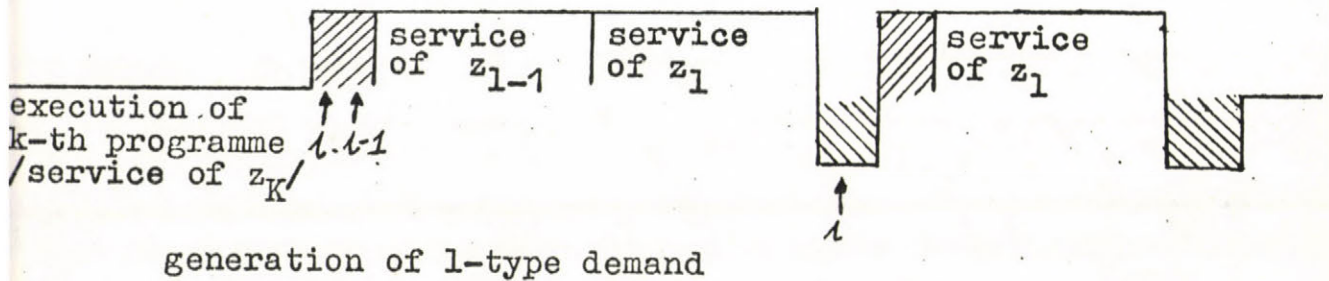 service of z_{l-1}
service of z_l
service of z_l
execution of
k-th programme
/service of z_K/
i. i-1
i
generation of l-type demand